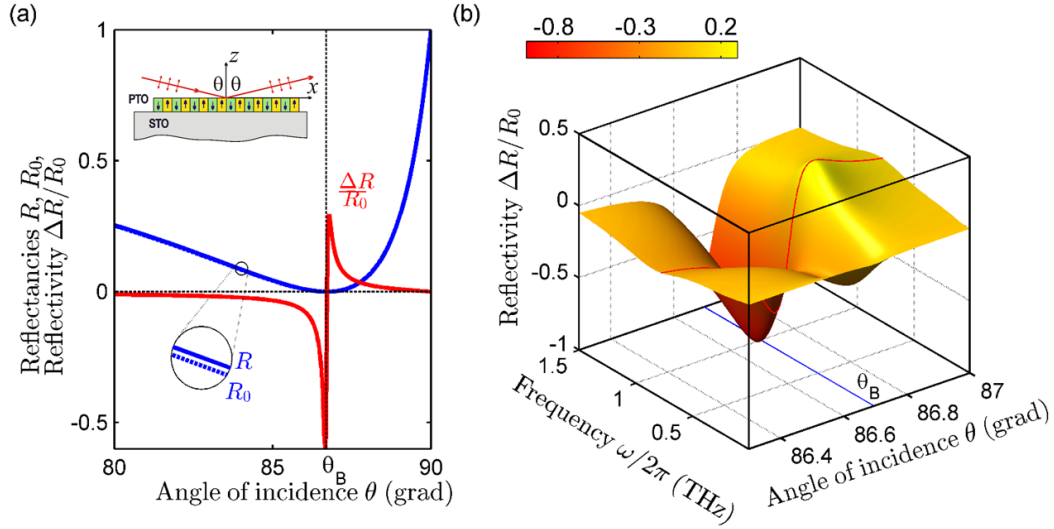 (a)
Reflectancies R, R₀,
Reflectivity ΔR/R₀
1
0.5
0
-0.5
80
85
θ_B
90
Angle of incidence θ (grad)
z
θ θ
x
PTO
STO
ΔR
R₀
R
R₀
(b)
-0.8
-0.3
0.2
Reflectivity ΔR/R₀
0.5
0
-0.5
-1
1.5
1
0.5
Frequency ω/2π (THz)
θ_B
86.4
86.6
86.8
87
Angle of incidence θ (grad)